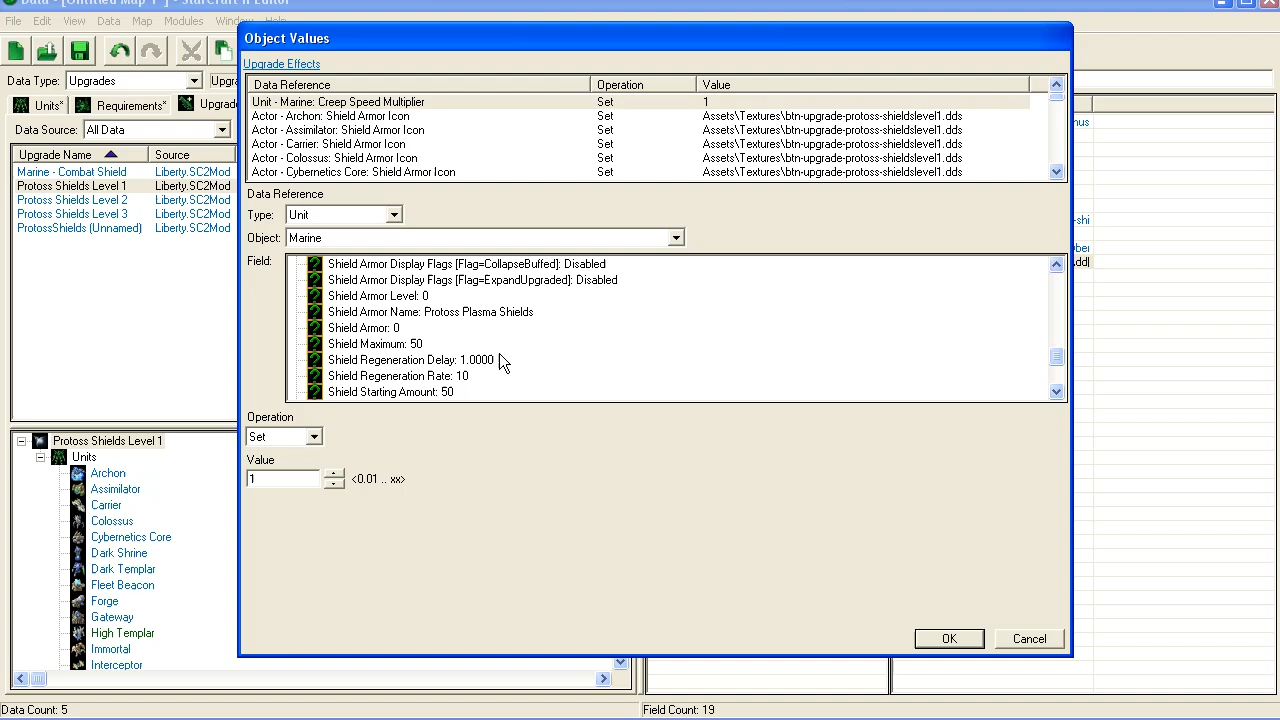 Data - [Untitled Map 1 *] - StarCraft II Editor
File Edit View Data Map Modules Window Help
Data Type: Upgrades Upgra
Units* Requirements* Upgrade
Data Source: All Data
Upgrade Name Source
Marine - Combat Shield Liberty.SC2Mod
Protoss Shields Level 1 Liberty.SC2Mod
Protoss Shields Level 2 Liberty.SC2Mod
Protoss Shields Level 3 Liberty.SC2Mod
ProtossShields (Unnamed) Liberty.SC2Mod
Protoss Shields Level 1
Units
Archon
Assimilator
Carrier
Colossus
Cybernetics Core
Dark Shrine
Dark Templar
Fleet Beacon
Forge
Gateway
High Templar
Immortal
Interceptor
Object Values
Upgrade Effects
Data Reference Operation Value
Unit - Marine: Creep Speed Multiplier Set 1
Actor - Archon: Shield Armor Icon Set Assets\Textures\btn-upgrade-protoss-shieldslevel1.dds
Actor - Assimilator: Shield Armor Icon Set Assets\Textures\btn-upgrade-protoss-shieldslevel1.dds
Actor - Carrier: Shield Armor Icon Set Assets\Textures\btn-upgrade-protoss-shieldslevel1.dds
Actor - Colossus: Shield Armor Icon Set Assets\Textures\btn-upgrade-protoss-shieldslevel1.dds
Actor - Cybernetics Core: Shield Armor Icon Set Assets\Textures\btn-upgrade-protoss-shieldslevel1.dds
Data Reference
Type: Unit
Object: Marine
Field:
Shield Armor Display Flags [Flag=CollapseBuffed]: Disabled
Shield Armor Display Flags [Flag=ExpandUpgraded]: Disabled
Shield Armor Level: 0
Shield Armor Name: Protoss Plasma Shields
Shield Armor: 0
Shield Maximum: 50
Shield Regeneration Delay: 1.0000
Shield Regeneration Rate: 10
Shield Starting Amount: 50
Operation
Set
Value
1 <0.01 .. xx>
OK Cancel
nus
-shi
ber
dd|
Data Count: 5 Field Count: 19